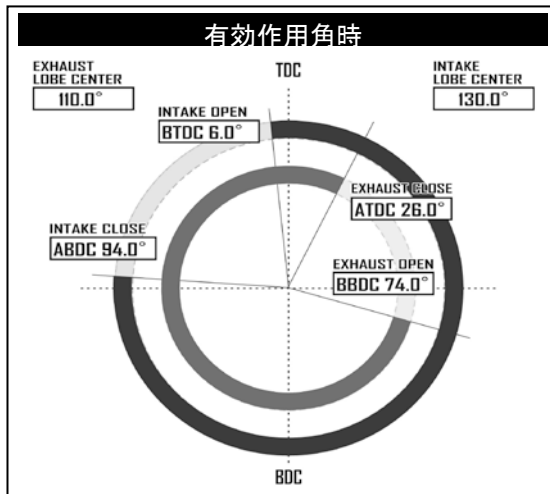 有効作用角時
EXHAUST
LOBE CENTER
110.0°
TDC
INTAKE
LOBE CENTER
130.0°
INTAKE OPEN
BTDC 6.0°
EXHAUST CLOSE
ATDC 26.0°
INTAKE CLOSE
ABDC 94.0°
EXHAUST OPEN
BBDC 74.0°
BDC